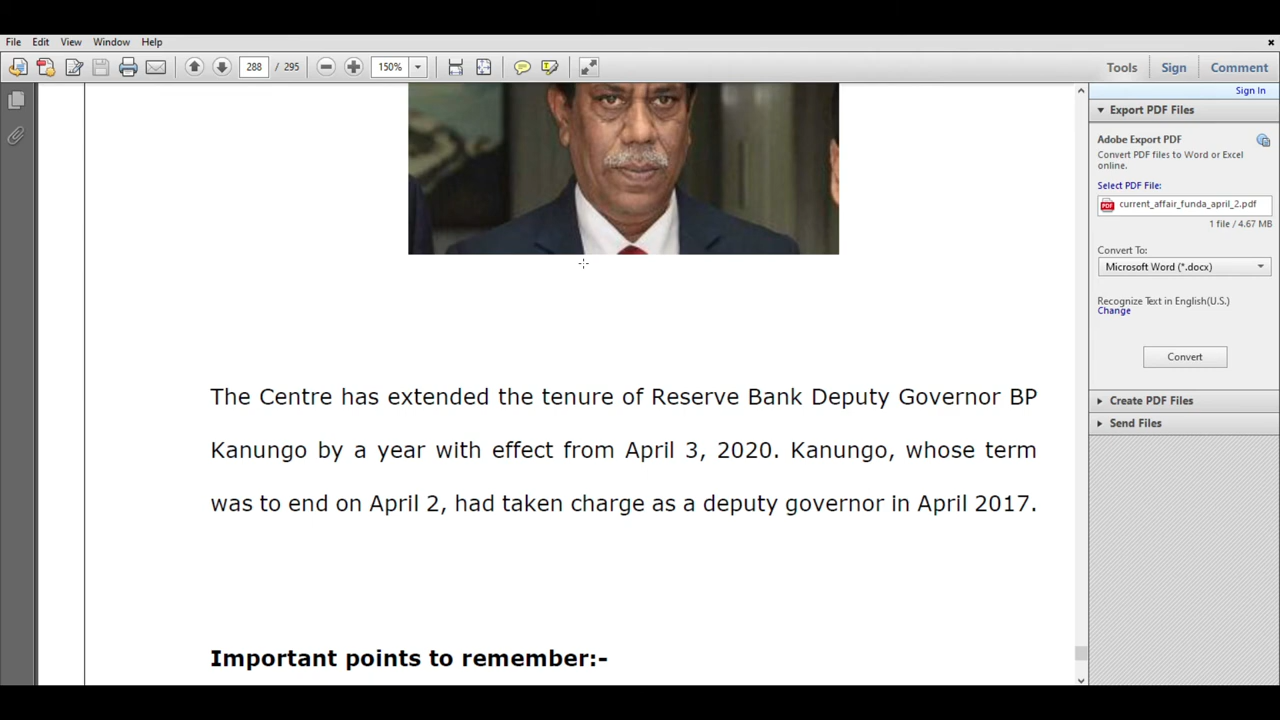 File Edit View Window Help
288 / 295 150% Tools Sign Comment
Sign In
Export PDF Files
Adobe Export PDF
Convert PDF files to Word or Excel
online.
Select PDF File:
current_affair_funda_april_2.pdf
1 file / 4.67 MB
Convert To:
Microsoft Word (*.docx)
Recognize Text in English(U.S.)
Change
Convert
Create PDF Files
Send Files
The Centre has extended the tenure of Reserve Bank Deputy Governor BP
Kanungo by a year with effect from April 3, 2020. Kanungo, whose term
was to end on April 2, had taken charge as a deputy governor in April 2017.
Important points to remember:-